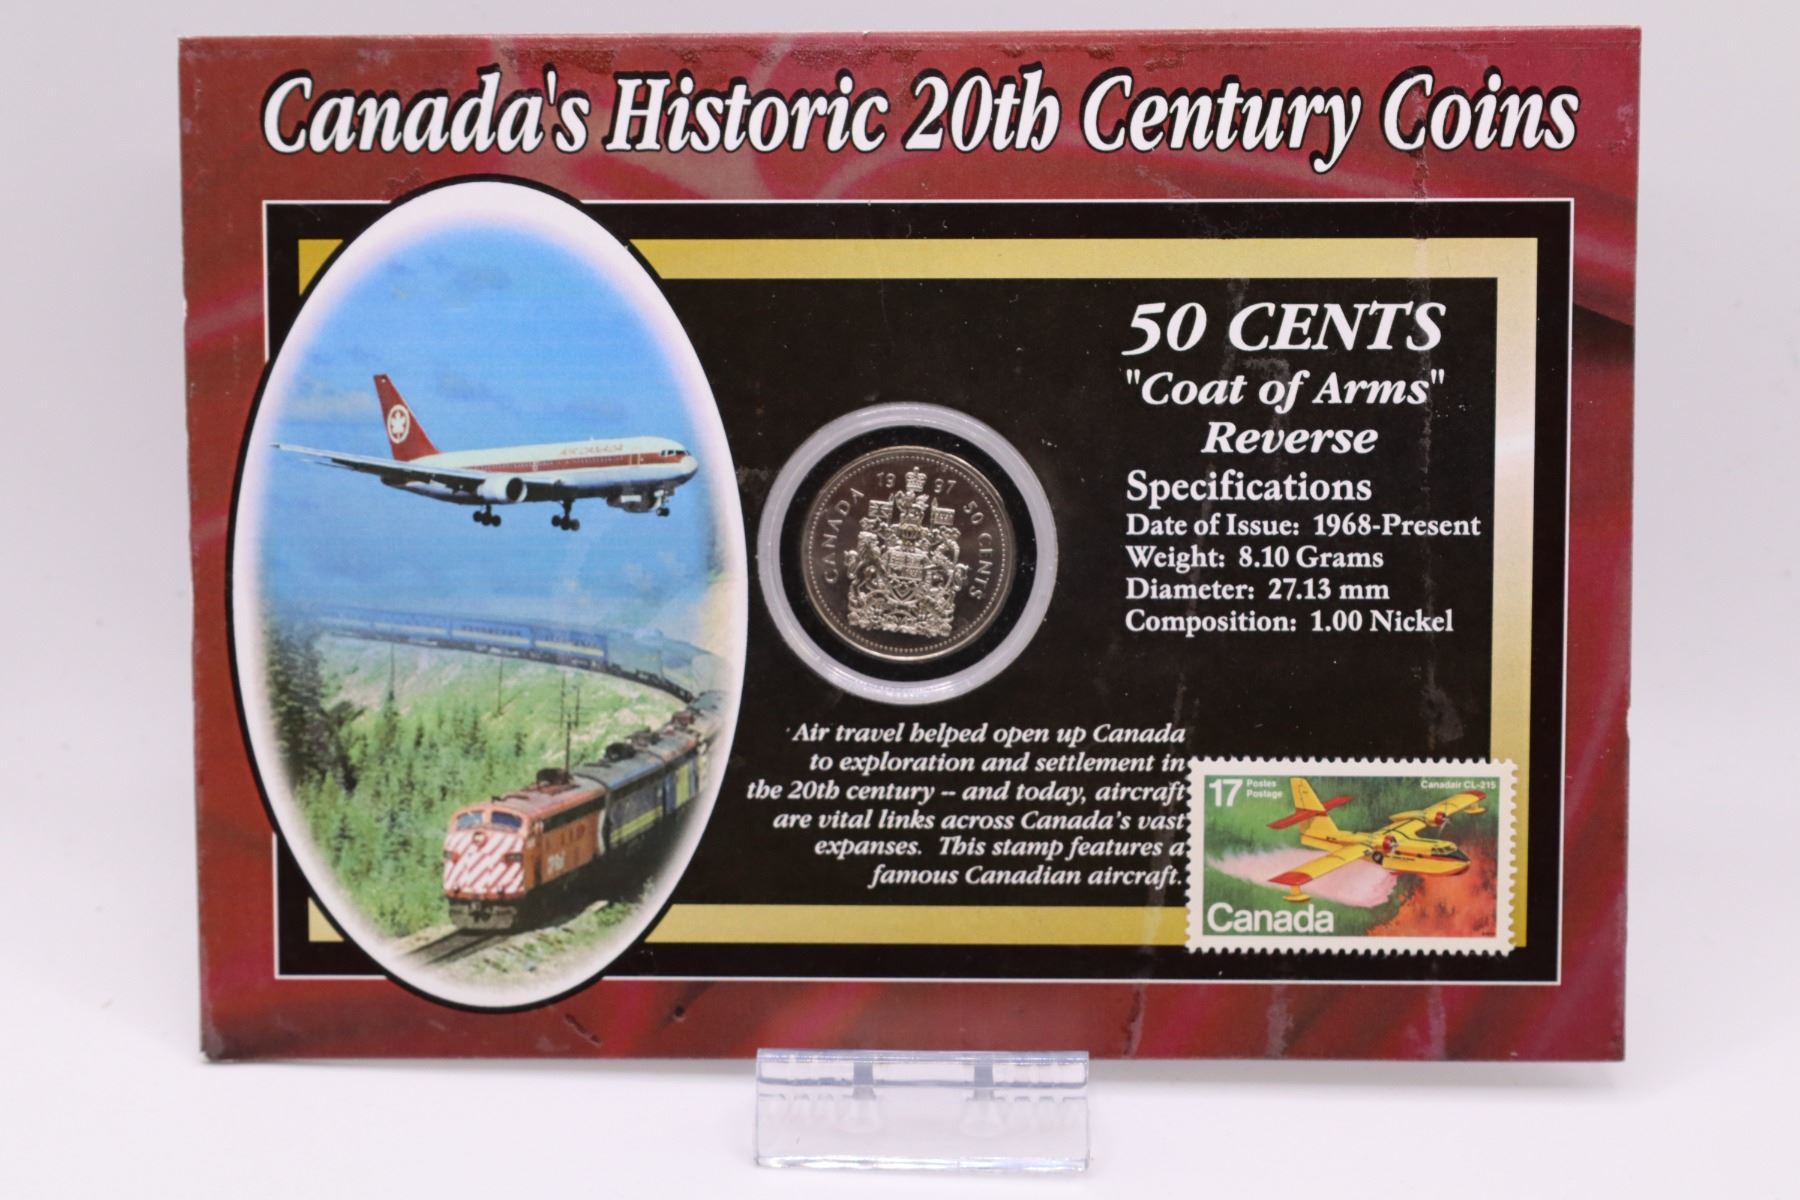 Canada's Historic 20th Century Coins
AIR CANADA
1997
CANADA
50 CENTS
50 CENTS
"Coat of Arms"
Reverse
Specifications
Date of Issue: 1968-Present
Weight: 8.10 Grams
Diameter: 27.13 mm
Composition: 1.00 Nickel
Air travel helped open up Canada
to exploration and settlement in
the 20th century -- and today, aircraft
are vital links across Canada's vast
expanses. This stamp features a
famous Canadian aircraft.
17
Postes
Postage
Canadair CL-215
Canada